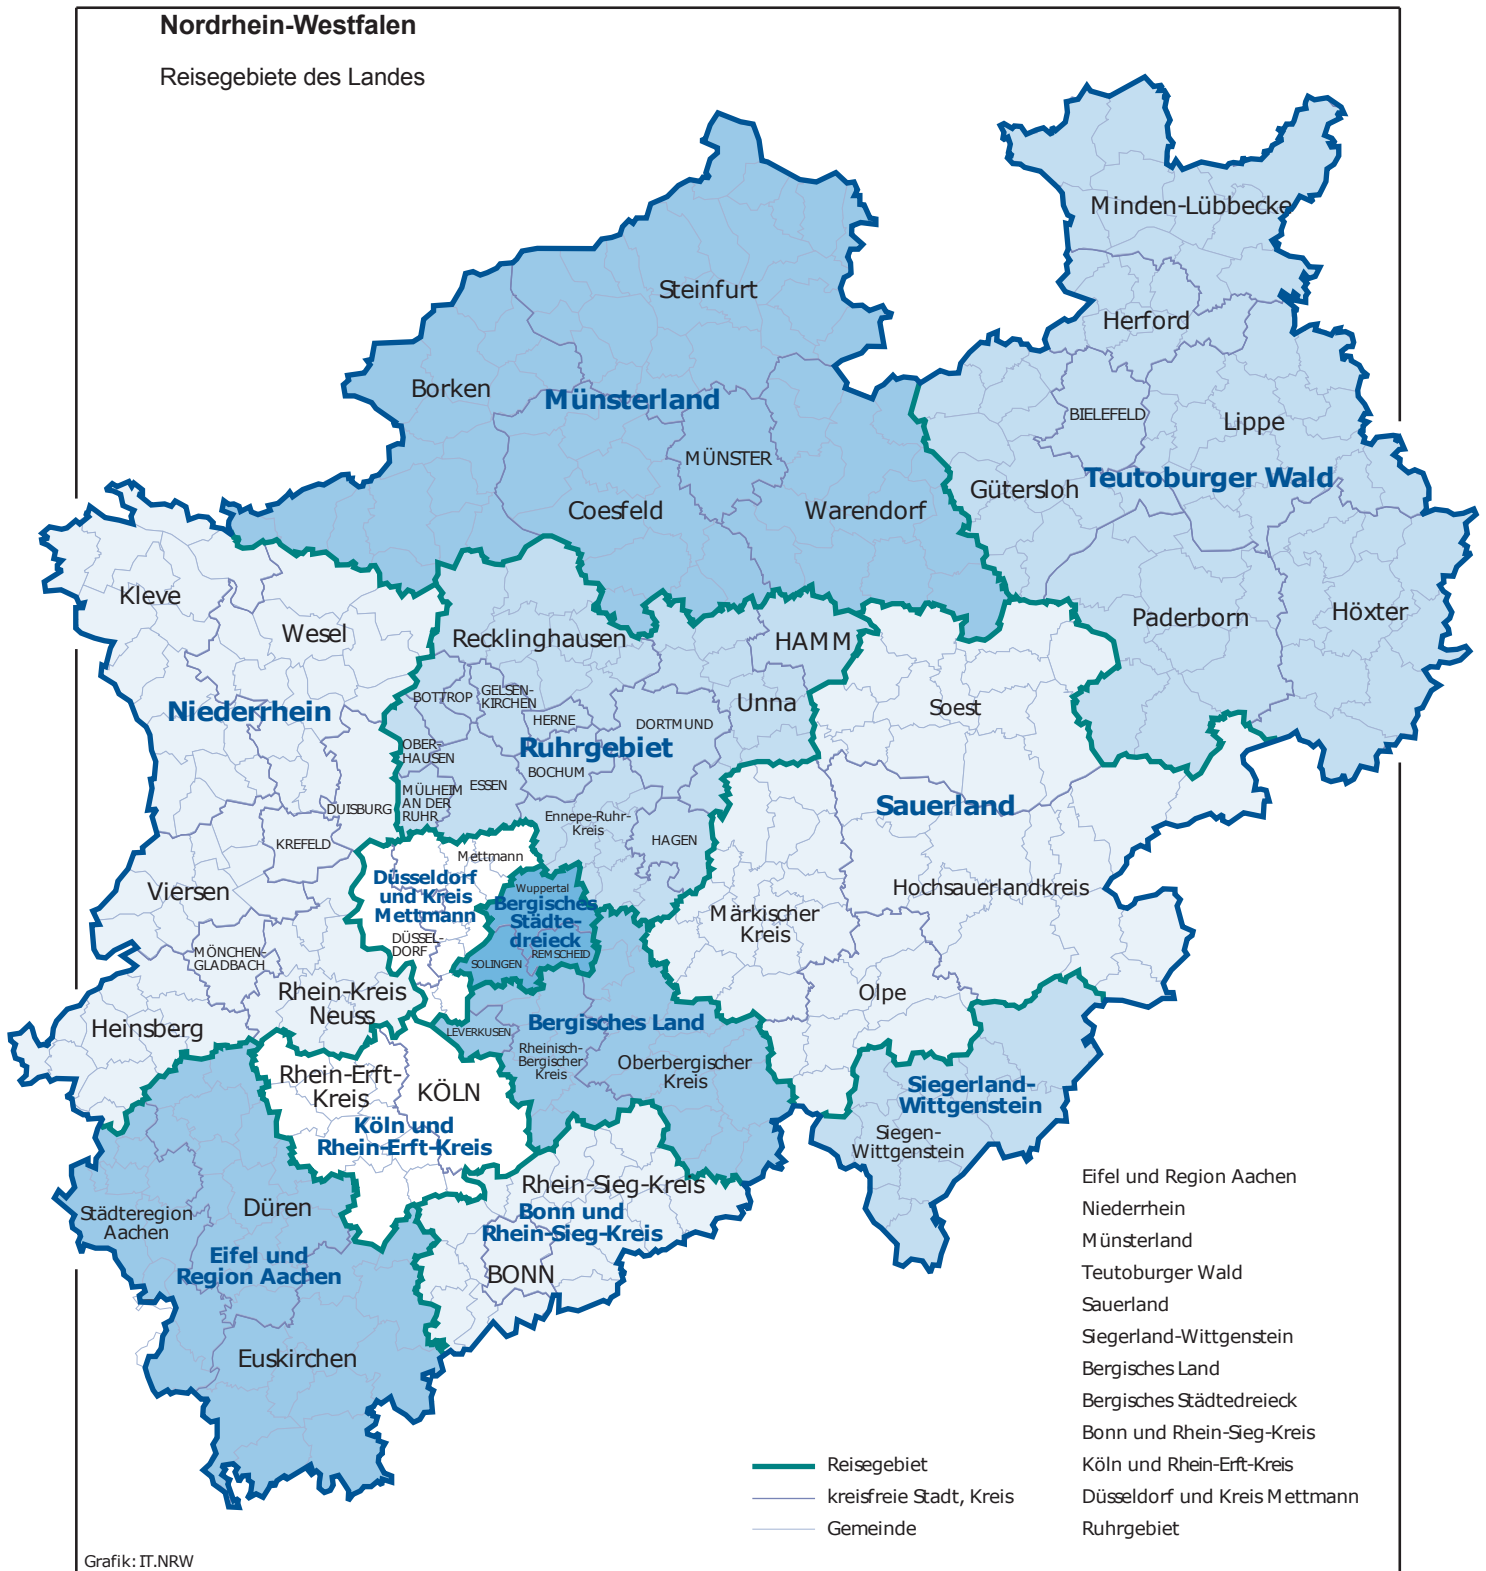 Nordrhein-Westfalen
Reisegebiete des Landes
Minden-Lübbecke
Steinfurt
Herford
Borken
Münsterland
BIELEFELD
Lippe
MÜNSTER
Teutoburger Wald
Gütersloh
Coesfeld
Warendorf
Kleve
Wesel
Recklinghausen
HAMM
Paderborn
Höxter
Niederrhein
BOTTROP
GELSEN-
KIRCHEN
HERNE
DORTMUND
Unna
Soest
OBER-
HAUSEN
Ruhrgebiet
BOCHUM
ESSEN
MÜLHEIM
AN DER
RUHR
DUISBURG
Sauerland
Ennepe-Ruhr-
Kreis
HAGEN
KREFELD
Mettmann
Düsseldorf
und Kreis
Mettmann
Viersen
Wuppertal
Bergisches
Städte-
dreieck
Hochsauerlandkreis
Märkischer
Kreis
DÜSSEL-
DORF
MÖNCHEN-
GLADBACH
SOLINGEN
REMSCHEID
Rhein-Kreis
Neuss
Olpe
Heinsberg
LEVERKUSEN
Bergisches Land
Rheinisch-
Bergischer
Kreis
Oberbergischer
Kreis
Rhein-Erft-
Kreis
KÖLN
Köln und
Rhein-Erft-Kreis
Siegerland-
Wittgenstein
Siegen-
Wittgenstein
Rhein-Sieg-Kreis
Bonn und
Rhein-Sieg-Kreis
BONN
Städteregion
Aachen
Düren
Eifel und
Region Aachen
Euskirchen
Eifel und Region Aachen
Niederrhein
Münsterland
Teutoburger Wald
Sauerland
Siegerland-Wittgenstein
Bergisches Land
Bergisches Städtedreieck
Bonn und Rhein-Sieg-Kreis
Köln und Rhein-Erft-Kreis
Düsseldorf und Kreis Mettmann
Ruhrgebiet
Reisegebiet
kreisfreie Stadt, Kreis
Gemeinde
Grafik: IT.NRW